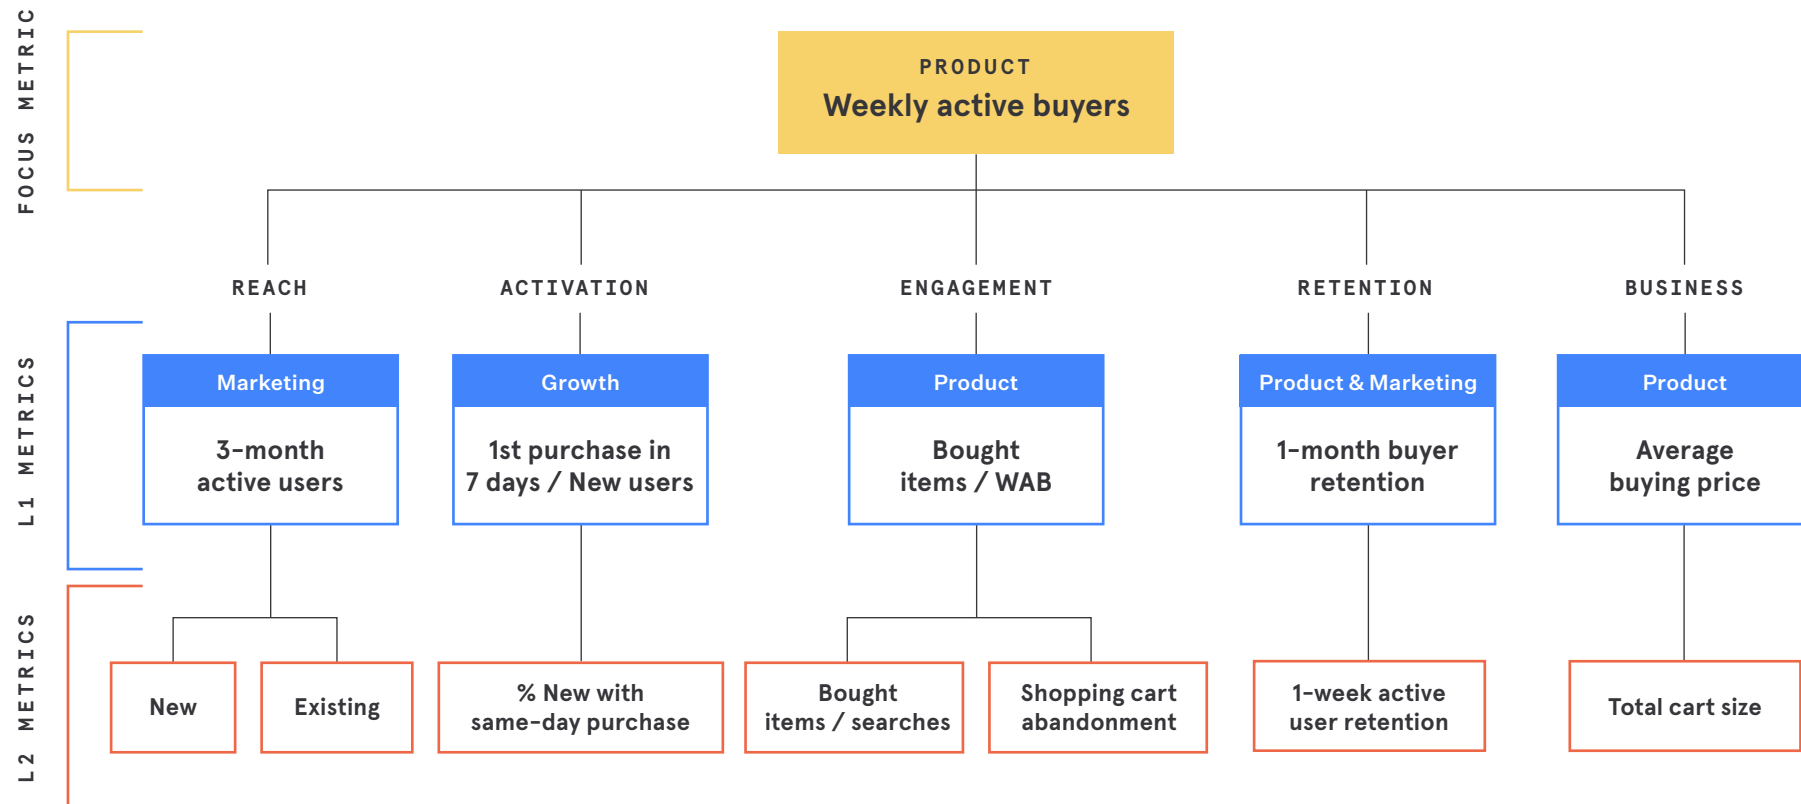 FOCUS METRIC
PRODUCT
Weekly active buyers
REACH
ACTIVATION
ENGAGEMENT
RETENTION
BUSINESS
L1 METRICS
Marketing
3-month
active users
Growth
1st purchase in
7 days / New users
Product
Bought
items / WAB
Product & Marketing
1-month buyer
retention
Product
Average
buying price
L2 METRICS
New
Existing
% New with
same-day purchase
Bought
items / searches
Shopping cart
abandonment
1-week active
user retention
Total cart size